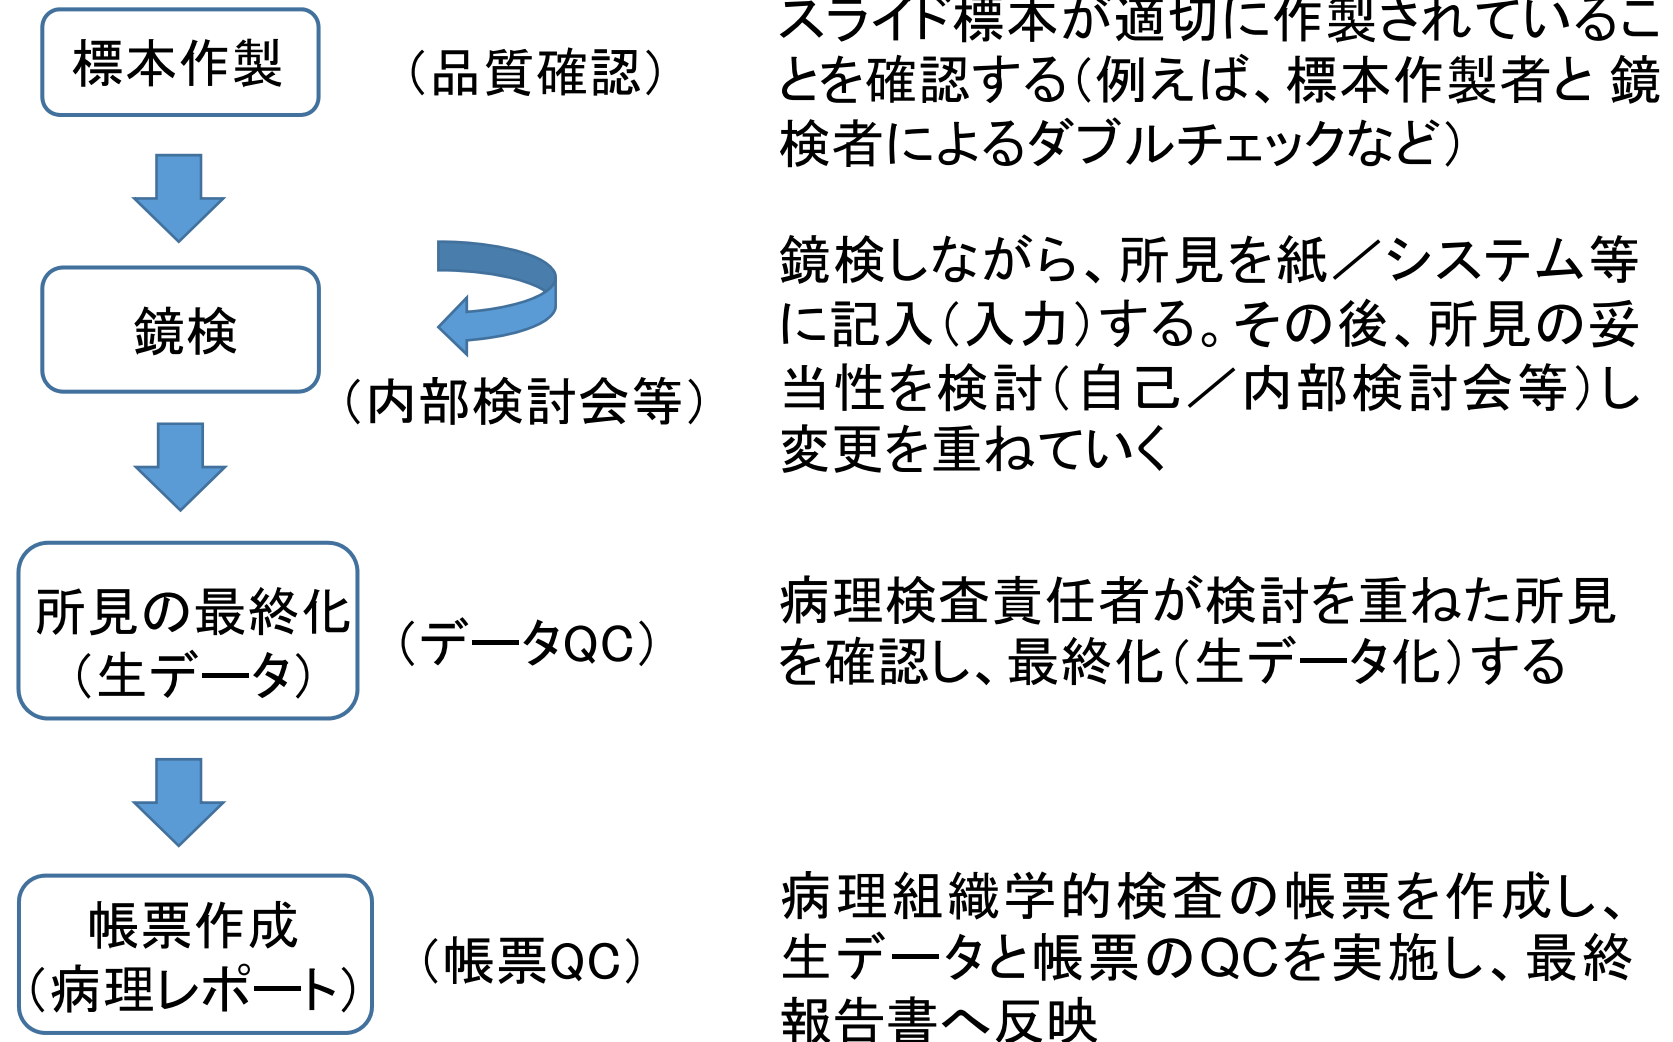 標本作製
（品質確認）
スライド標本が適切に作製されているこ
とを確認する（例えば、標本作製者と 鏡
検者によるダブルチェックなど）
鏡検
（内部検討会等）
鏡検しながら、所見を紙／システム等
に記入（入力）する。その後、所見の妥
当性を検討（自己／内部検討会等）し
変更を重ねていく
所見の最終化
（生データ）
（データQC）
病理検査責任者が検討を重ねた所見
を確認し、最終化（生データ化）する
帳票作成
（病理レポート）
（帳票QC）
病理組織学的検査の帳票を作成し、
生データと帳票のQCを実施し、最終
報告書へ反映